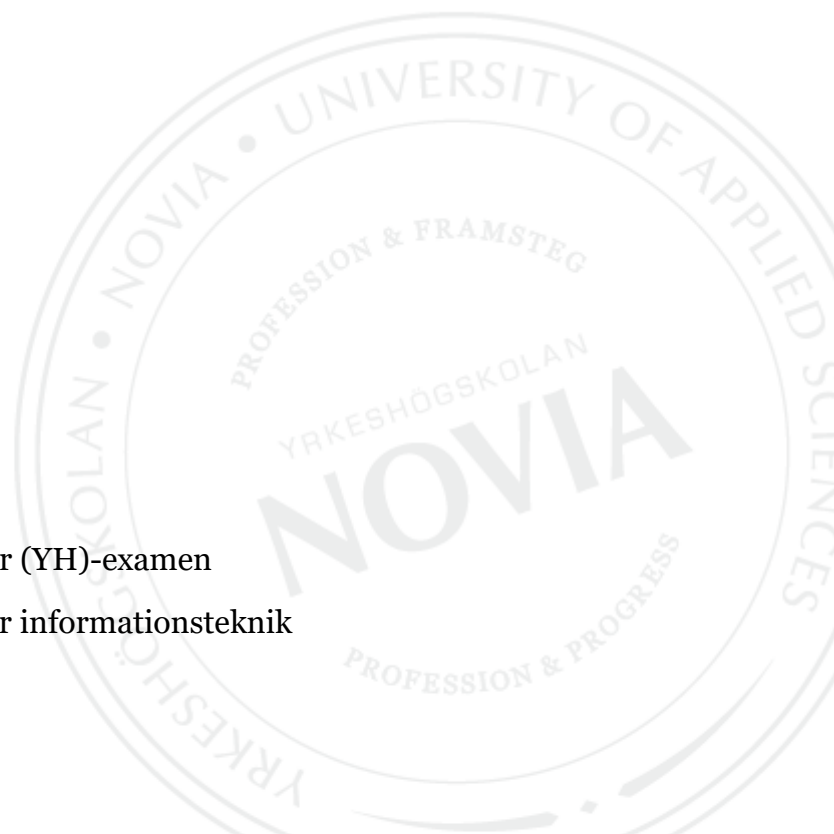 YRKESHÖGSKOLAN • NOVIA • UNIVERSITY OF APPLIED SCIENCES
PROFESSION & FRAMSTEG
YRKESHÖGSKOLAN
NOVIA
r (YH)-examen
r informationsteknik
PROFESSION & PROGRESS